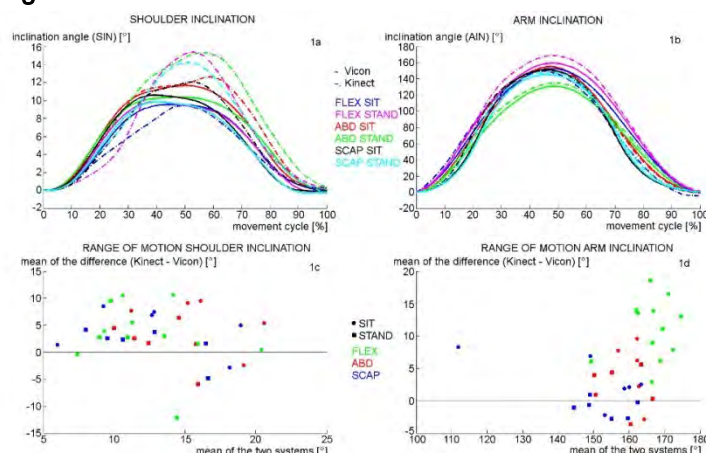 SHOULDER INCLINATION
inclination angle (SIN) [°]
1a
16
14
12
10
8
6
4
2
0
-2
0 10 20 30 40 50 60 70 80 90 100
movement cycle [%]
- Vicon
-. Kinect
FLEX SIT
FLEX STAND
ABD SIT
ABD STAND
SCAP SIT
SCAP STAND
ARM INCLINATION
inclination angle (AIN) [°]
1b
180
160
140
120
100
80
60
40
20
0
-20
0 10 20 30 40 50 60 70 80 90 100
movement cycle [%]
RANGE OF MOTION SHOULDER INCLINATION
mean of the difference (Kinect - Vicon) [°]
1c
15
10
5
0
-5
-10
-15
5 10 15 20 25
mean of the two systems [°]
SIT
STAND
FLEX
ABD
SCAP
RANGE OF MOTION ARM INCLINATION
mean of the difference (Kinect - Vicon) [°]
1d
20
15
10
5
0
-5
100 110 120 130 140 150 160 170 180
mean of the two systems [°]